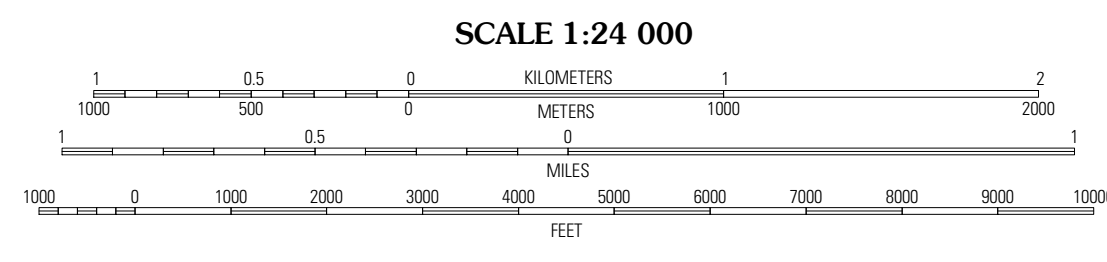 SCALE 1:24 000
1 0.5 0 KILOMETERS 1 2
1000 500 0 METERS 1000 2000
1 0.5 0 1
MILES
1000 0 1000 2000 3000 4000 5000 6000 7000 8000 9000 10000
FEET